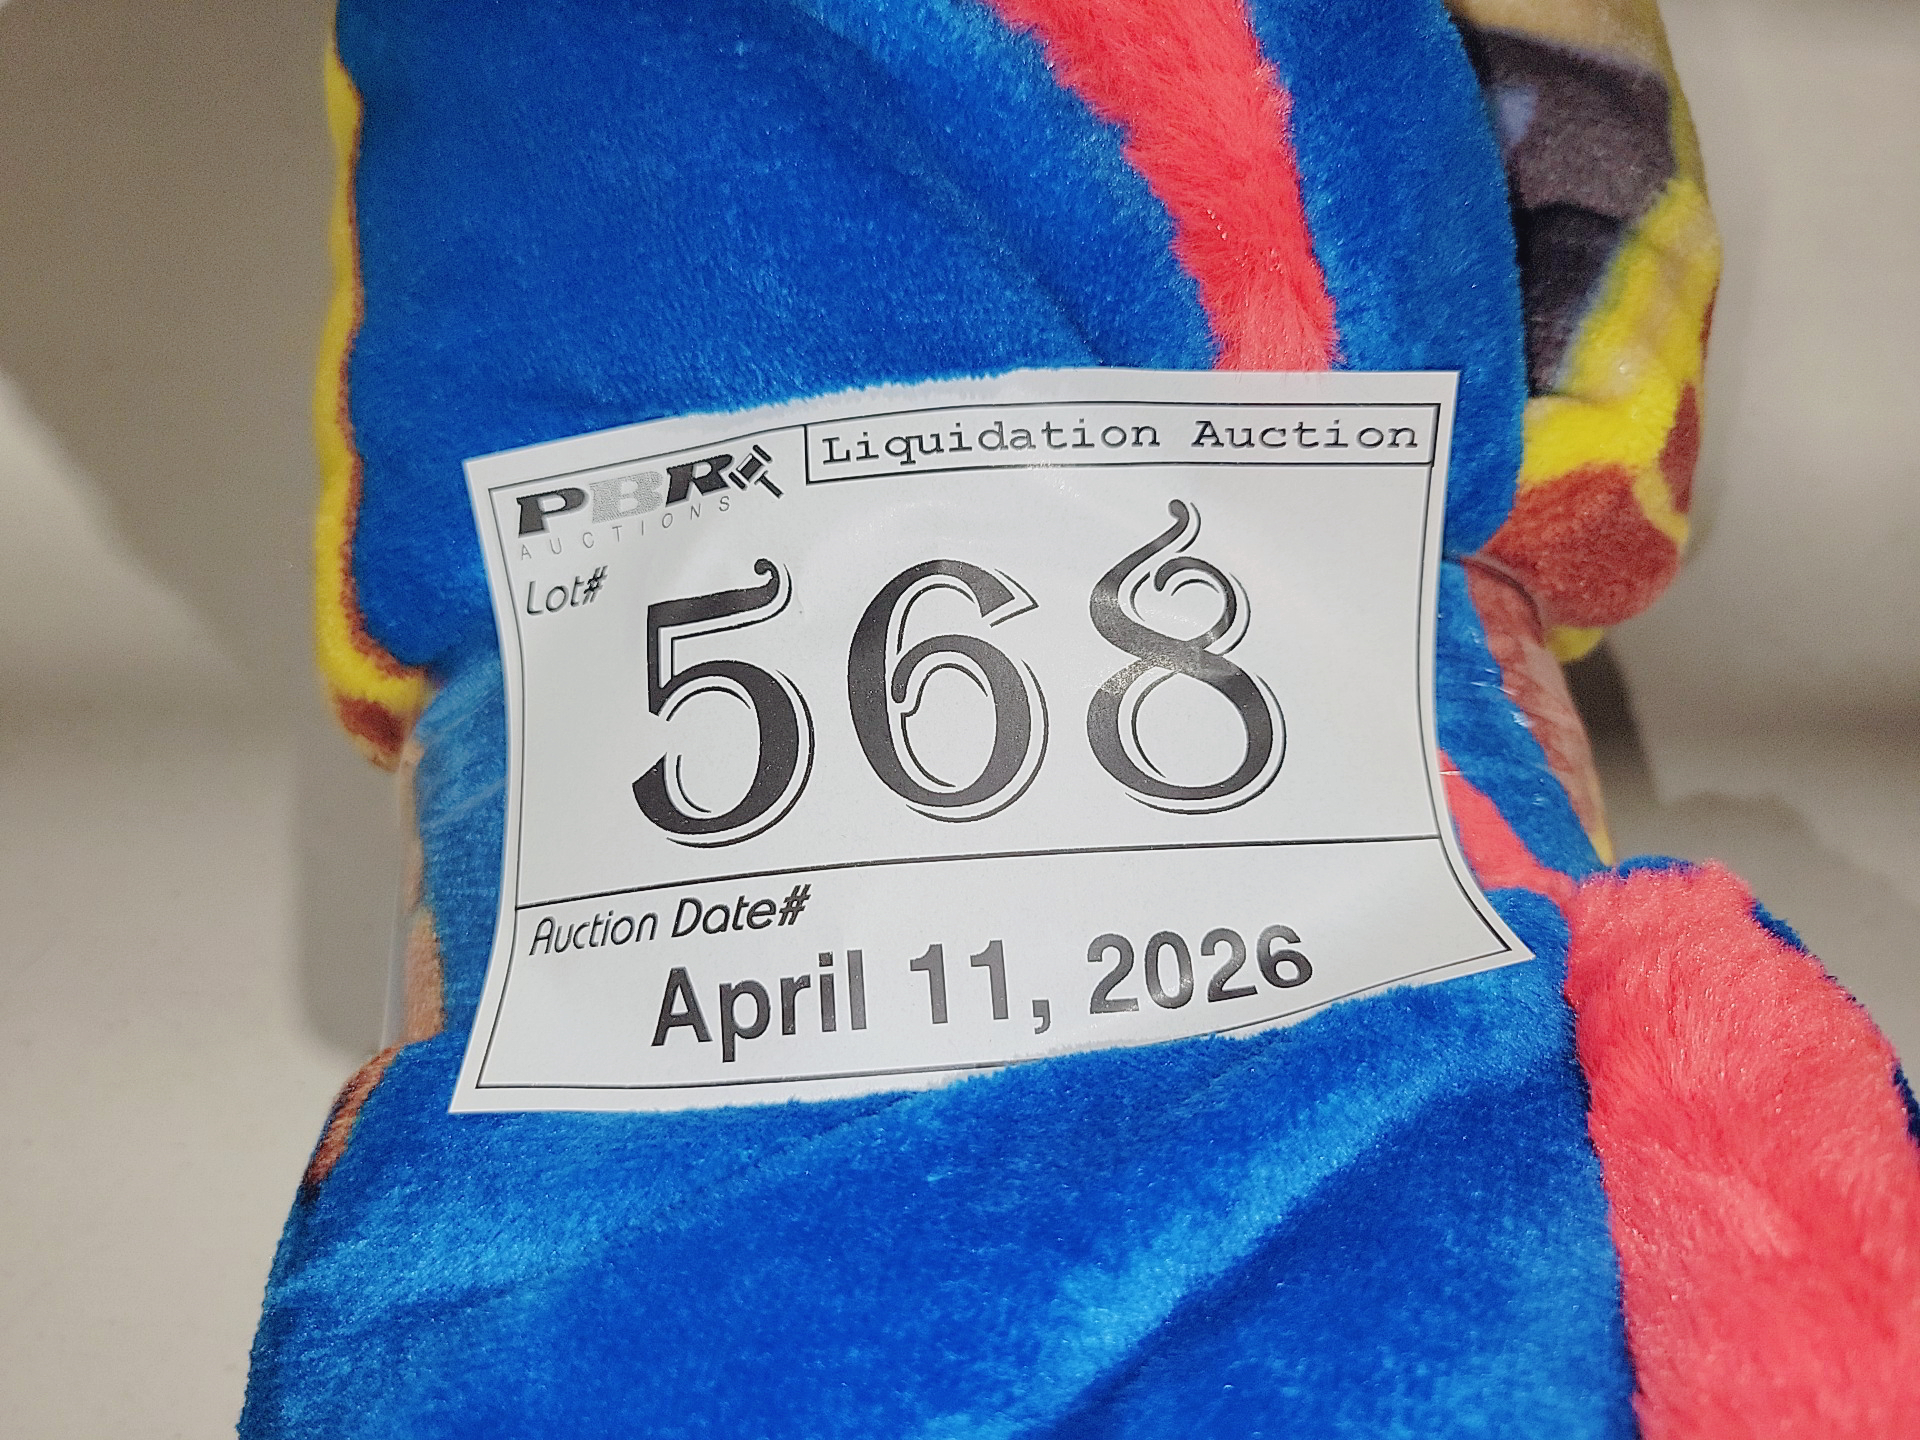 PBR
AUCTIONS
Liquidation Auction
Lot#
568
Auction Date#
April 11, 2026